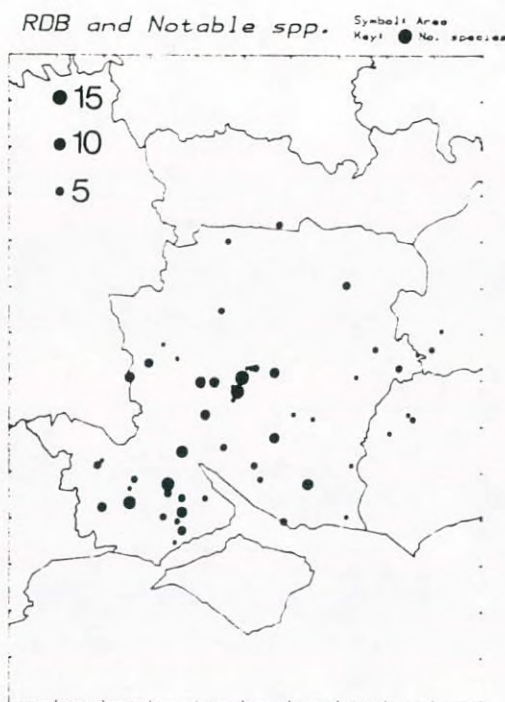 RDB and Notable spp.
Symbol: Area
Key: No. species
15
10
5